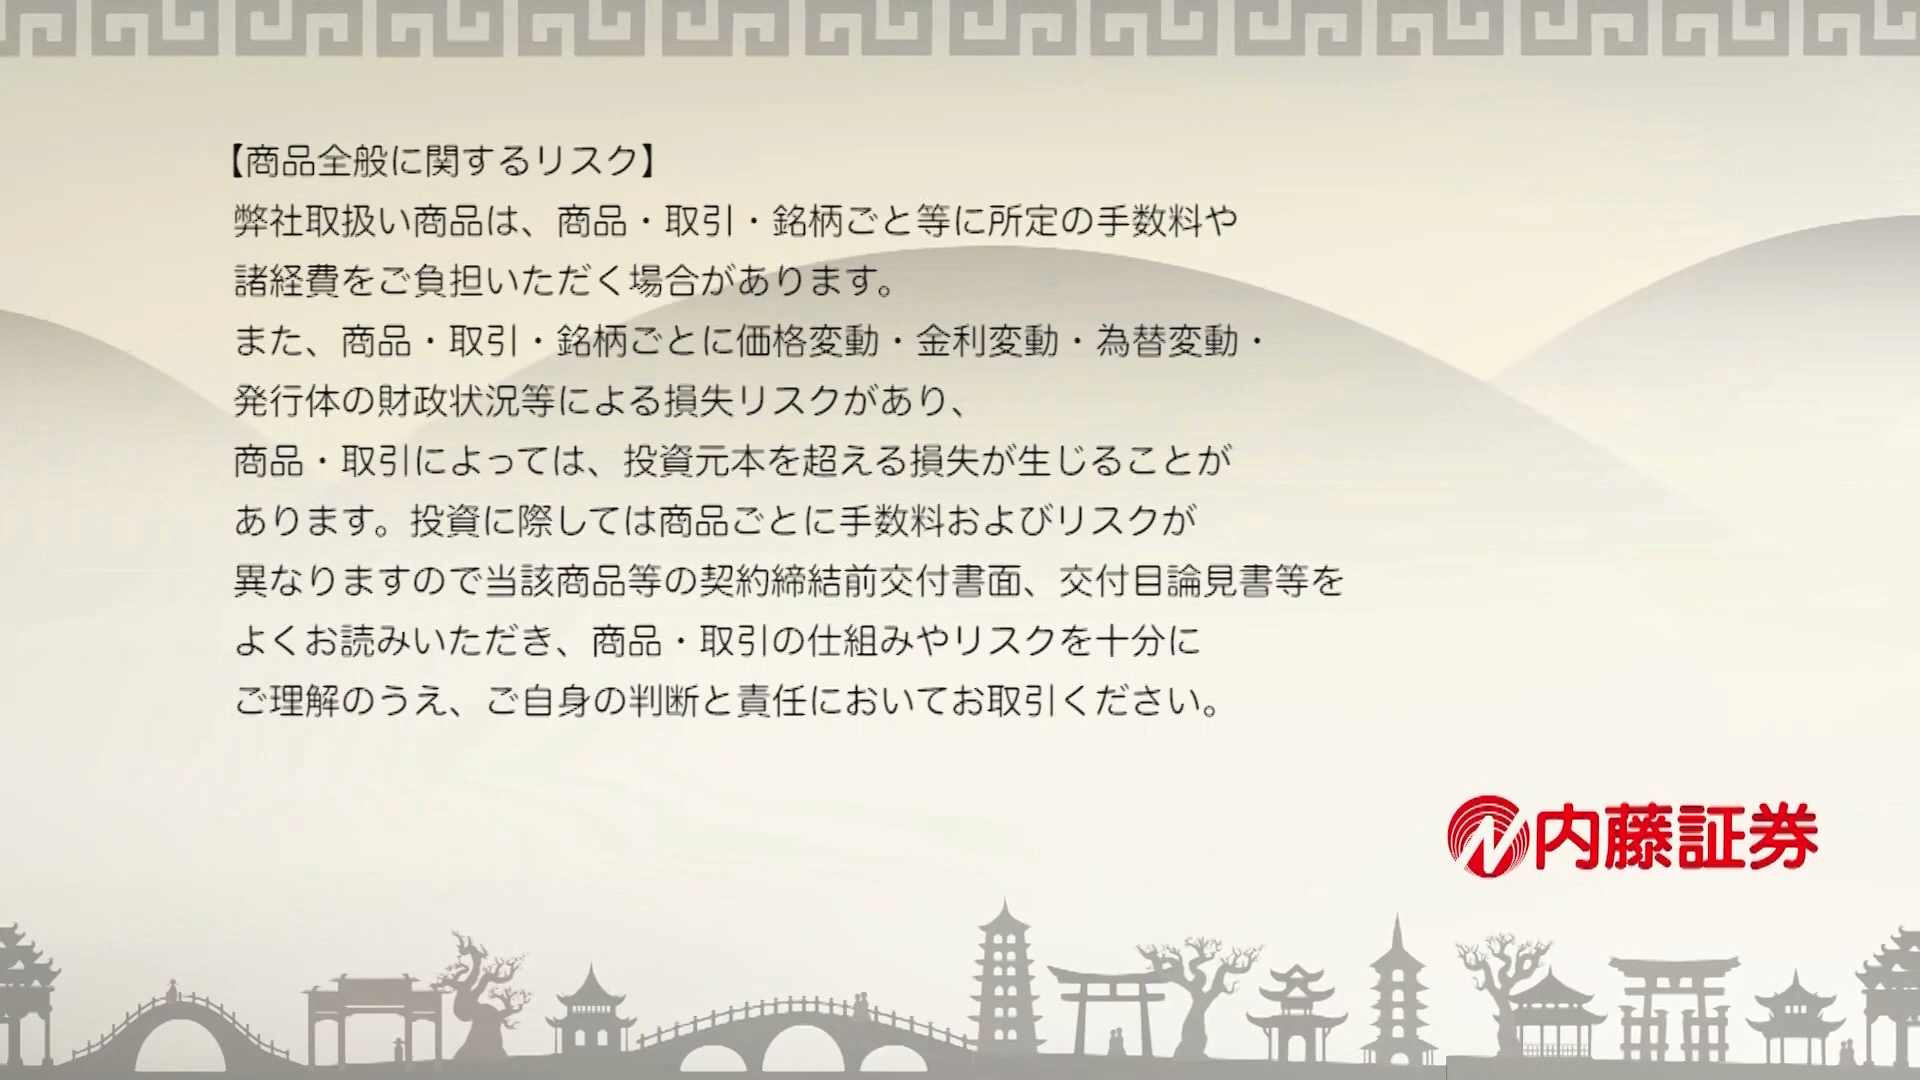 【商品全般に関するリスク】
弊社取扱い商品は、商品・取引・銘柄ごと等に所定の手数料や
諸経費をご負担いただく場合があります。
また、商品・取引・銘柄ごとに価格変動・金利変動・為替変動・
発行体の財政状況等による損失リスクがあり、
商品・取引によっては、投資元本を超える損失が生じることが
あります。投資に際しては商品ごとに手数料およびリスクが
異なりますので当該商品等の契約締結前交付書面、交付目論見書等を
よくお読みいただき、商品・取引の仕組みやリスクを十分に
ご理解のうえ、ご自身の判断と責任においてお取引ください。
内藤証券